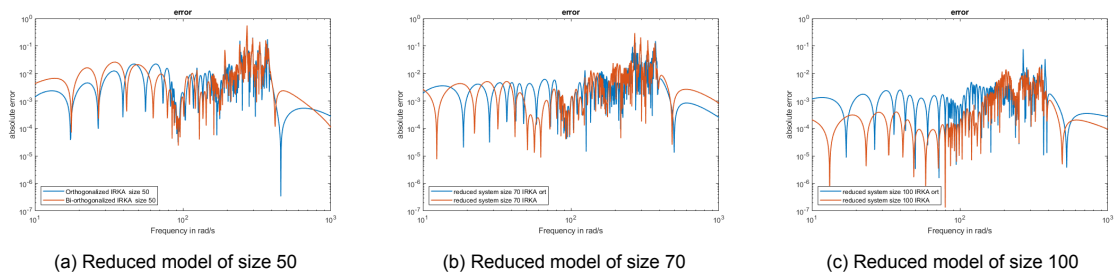 error
10^0
10^-1
10^-2
10^-3
10^-4
10^-5
10^-6
10^-7
absolute error
Orthogonalized IRKA size 50
Bi-orthogonalized IRKA size 50
10^1
10^2
10^3
Frequency in rad/s
(a) Reduced model of size 50
error
10^0
10^-1
10^-2
10^-3
10^-4
10^-5
10^-6
10^-7
absolute error
reduced system size 70 IRKA ort
reduced system size 70 IRKA
10^1
10^2
10^3
Frequency in rad/s
(b) Reduced model of size 70
error
10^0
10^-1
10^-2
10^-3
10^-4
10^-5
10^-6
10^-7
absolute error
reduced system size 100 IRKA ort
reduced system size 100 IRKA
10^1
10^2
10^3
Frequency in rad/s
(c) Reduced model of size 100